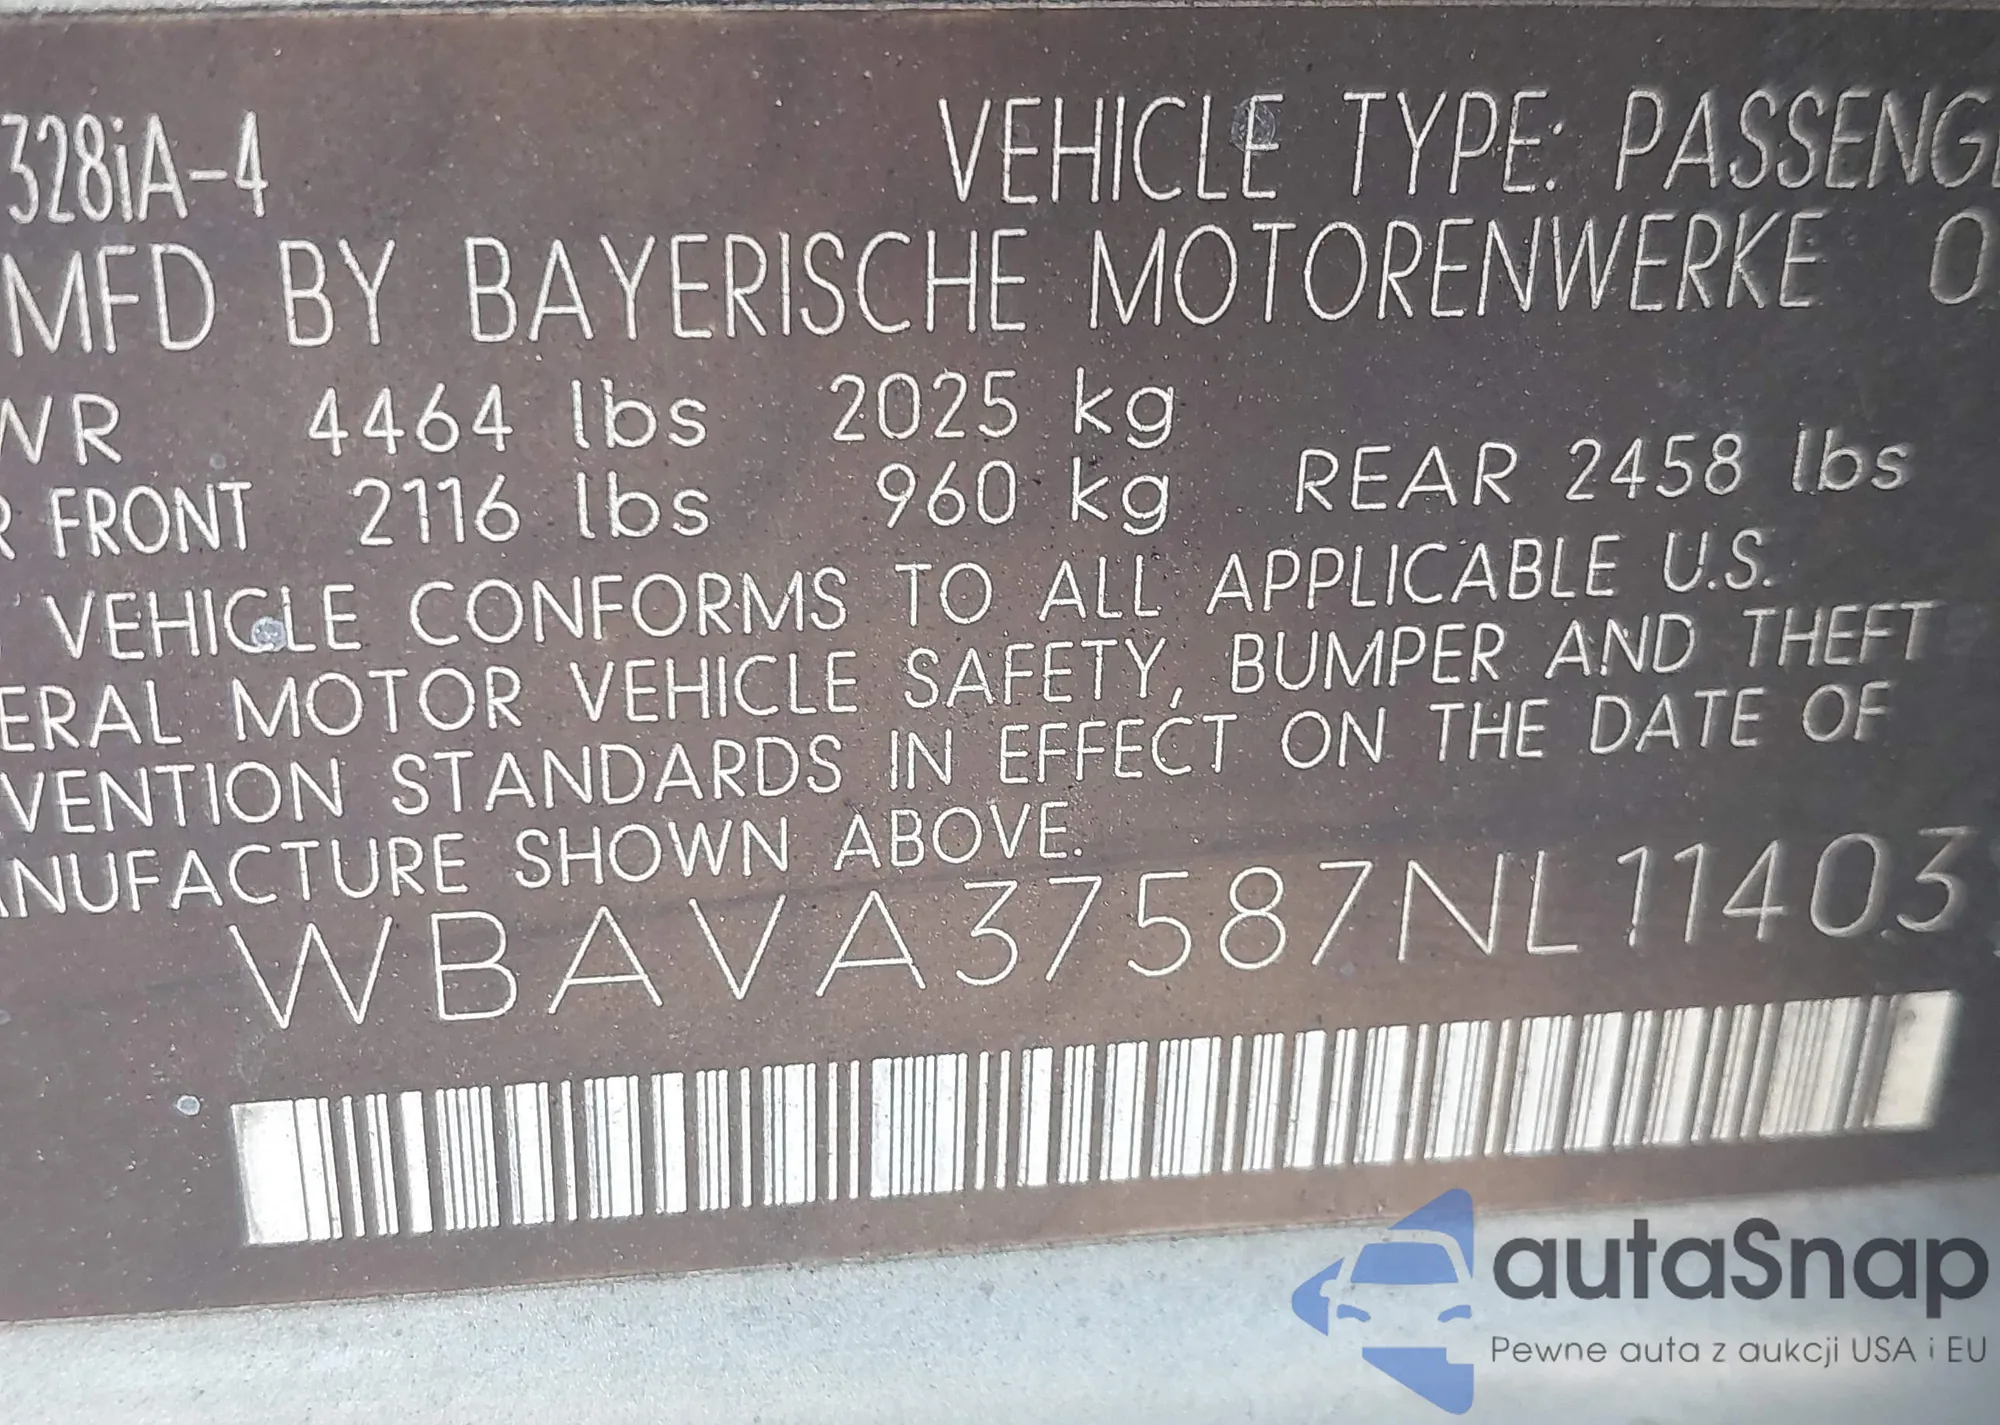 328iA-4 VEHICLE TYPE: PASSENG
MFD BY BAYERISCHE MOTORENWERKE 0
WR 4464 lbs 2025 kg
R FRONT 2116 lbs 960 kg REAR 2458 lbs
VEHICLE CONFORMS TO ALL APPLICABLE U.S.
ERAL MOTOR VEHICLE SAFETY, BUMPER AND THEFT
VENTION STANDARDS IN EFFECT ON THE DATE OF
NUFACTURE SHOWN ABOVE.
WBAVA37587NL11403
autaSnap
Pewne auta z aukcji USA i EU